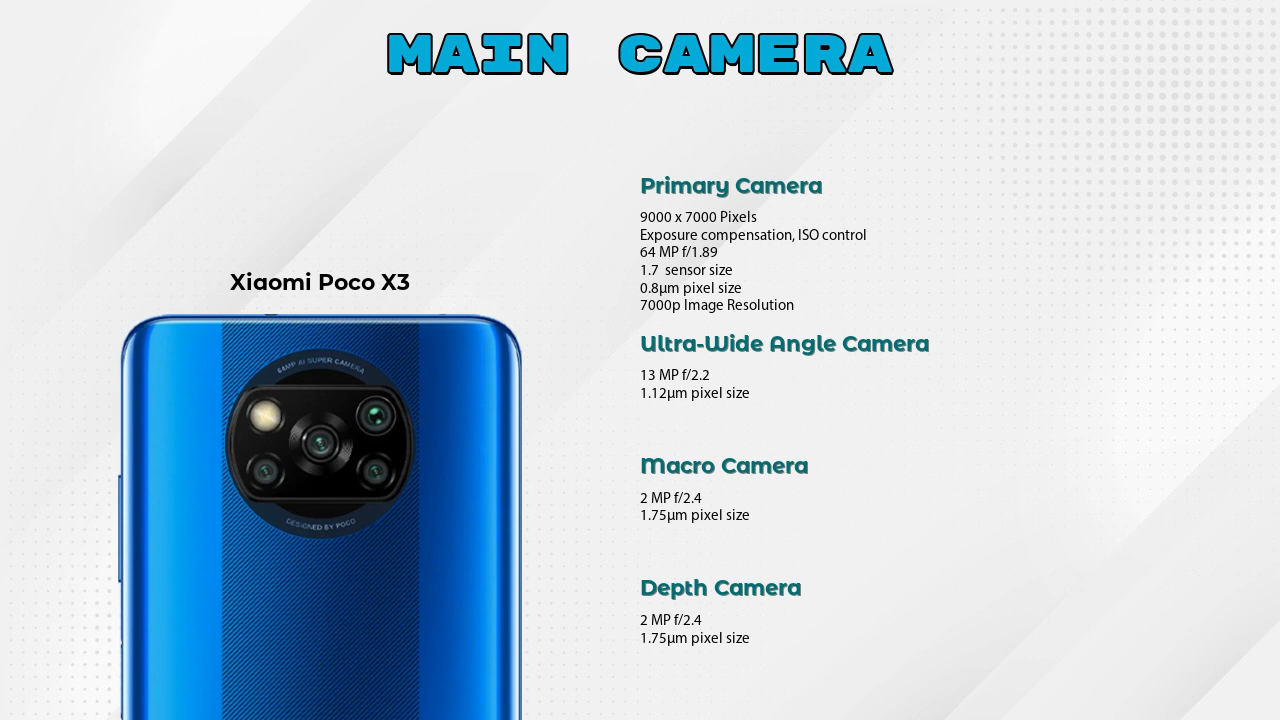 MAIN CAMERA
Primary Camera
9000 x 7000 Pixels
Exposure compensation, ISO control
64 MP f/1.89
1.7 sensor size
0.8μm pixel size
7000p Image Resolution
Xiaomi Poco X3
64MP AI SUPER CAMERA
DESIGNED BY POCO
Ultra-Wide Angle Camera
13 MP f/2.2
1.12μm pixel size
Macro Camera
2 MP f/2.4
1.75μm pixel size
Depth Camera
2 MP f/2.4
1.75μm pixel size